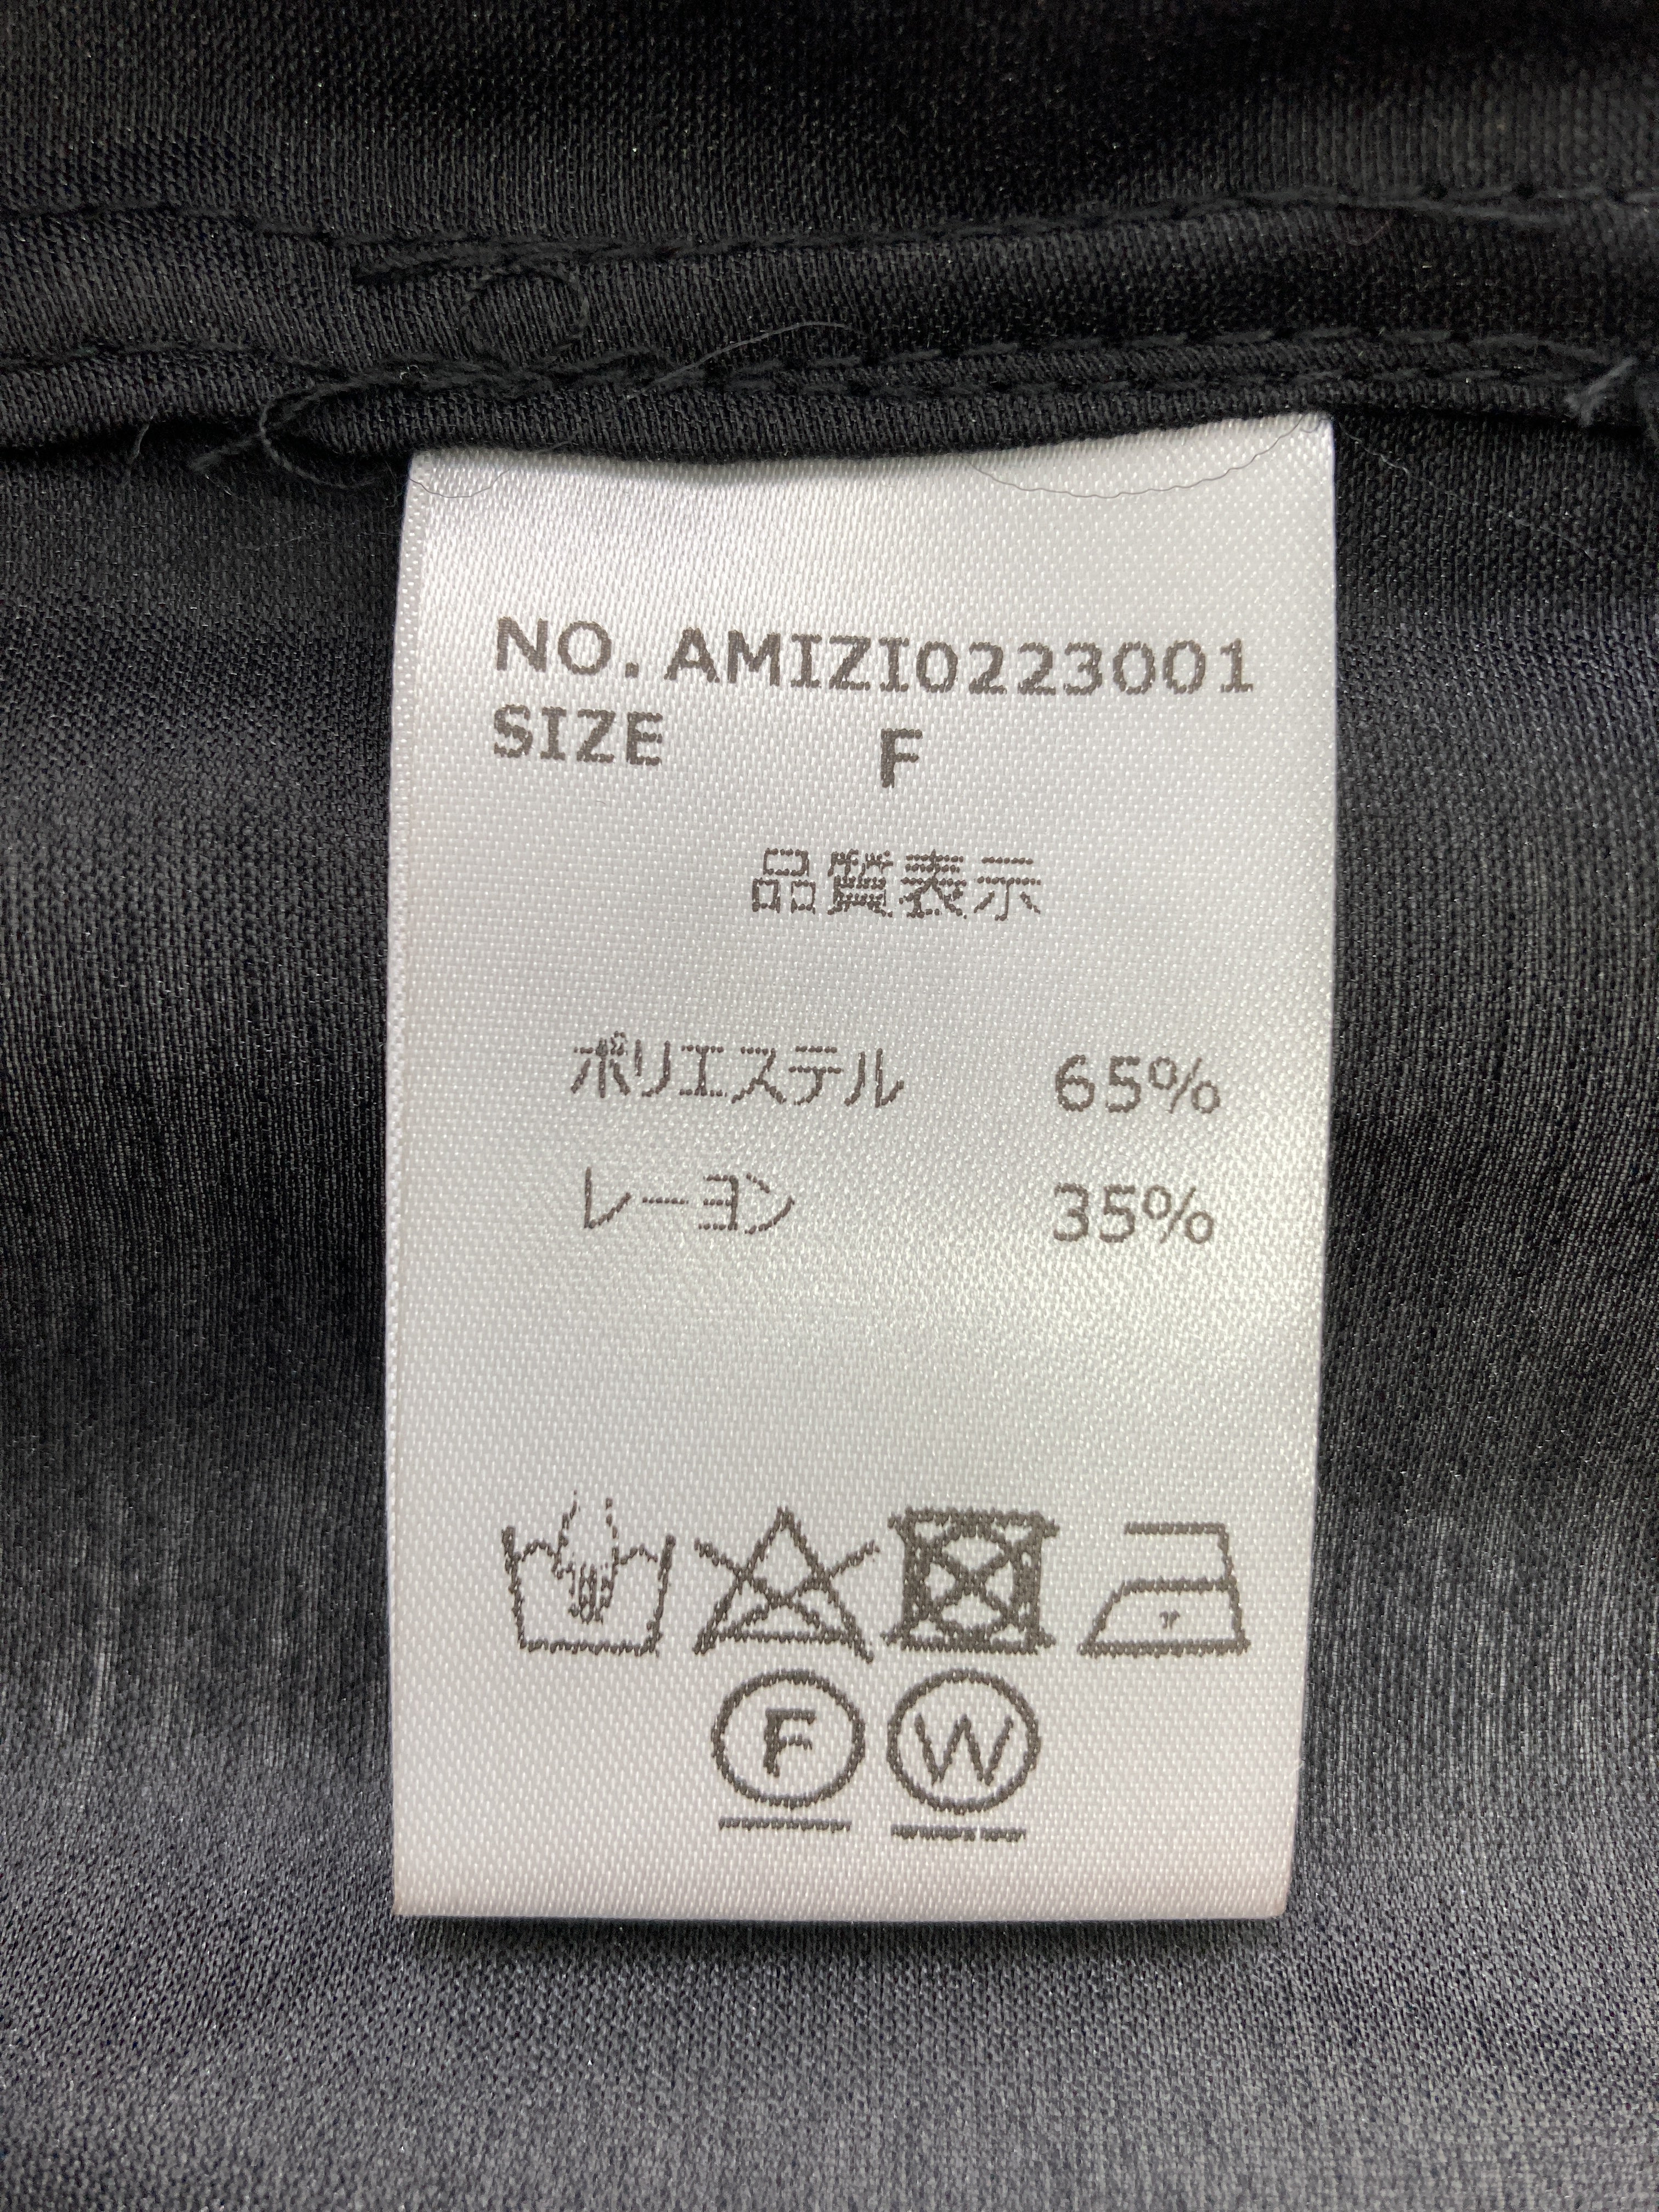 NO. AMIZI0223001
SIZE F
品質表示
ポリエステル 65%
レーヨン 35%
F W